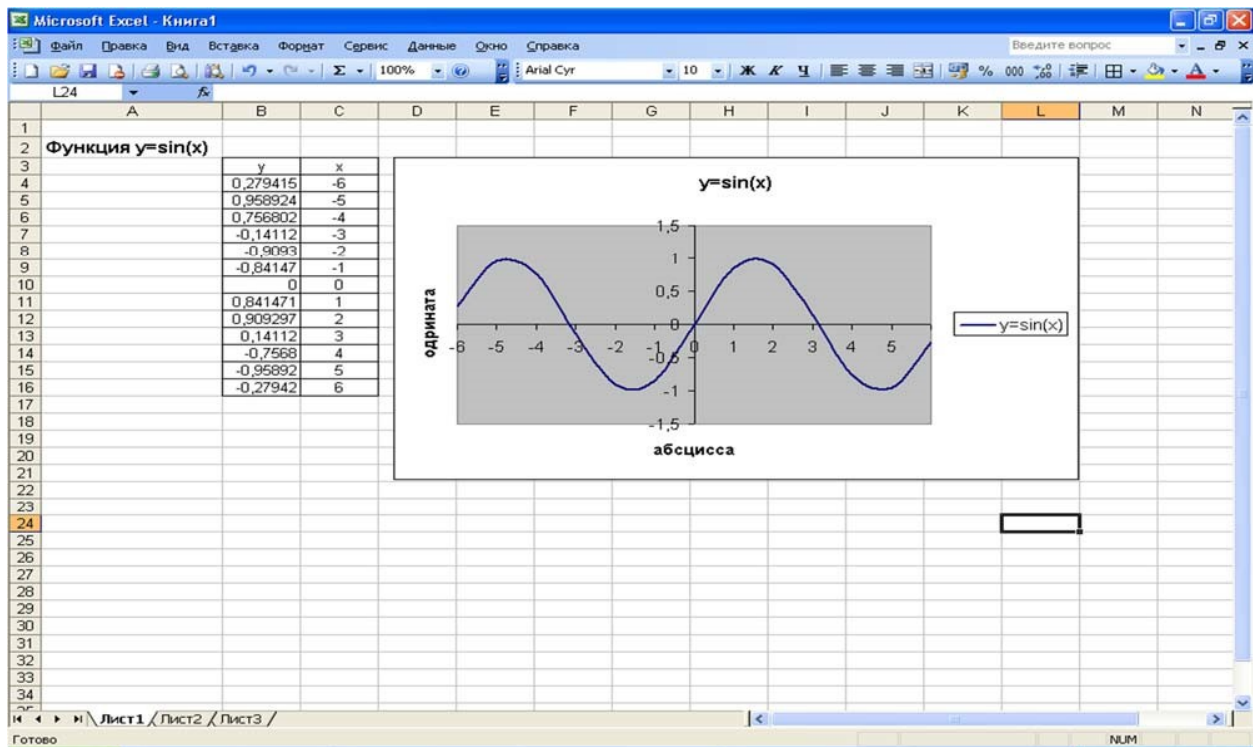 Microsoft Excel - Книга1
Файл Правка Вид Вставка Формат Сервис Данные Окно Справка Введите вопрос
100% Arial Cyr 10 Ж К Ч % 000
L24 fx
A B C D E F G H I J K L M N
1
2 Функция y=sin(x)
3 y x
4 0,279415 -6
5 0,958924 -5
6 0,756802 -4
7 -0,14112 -3
8 -0,9093 -2
9 -0,84147 -1
10 0 0
11 0,841471 1
12 0,909297 2
13 0,14112 3
14 -0,7568 4
15 -0,95892 5
16 -0,27942 6
17
18
19
20
21
22
23
24
25
26
27
28
29
30
31
32
33
34
y=sin(x)
1,5
1
0,5
0
-0,5
-1
-1,5
-6 -5 -4 -3 -2 -1 0 1 2 3 4 5
одрината
абсцисса
y=sin(x)
Лист1 Лист2 Лист3
Готово NUM